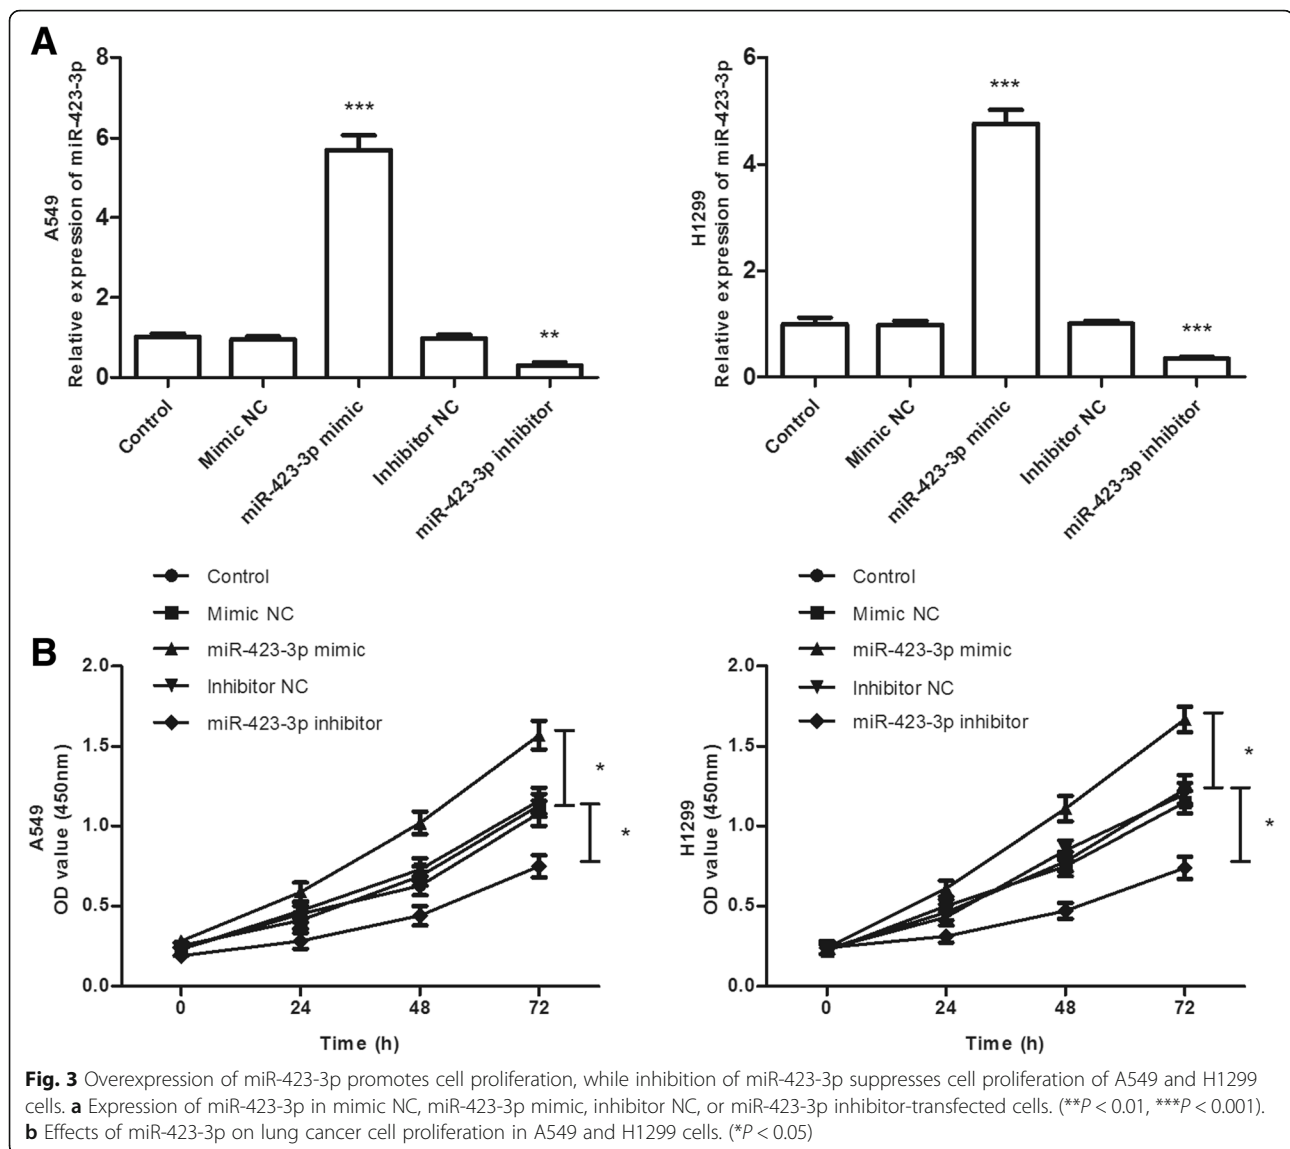 A
A549
Relative expression of miR-423-3p
8
6
4
2
0
***
**
Control
Mimic NC
miR-423-3p mimic
Inhibitor NC
miR-423-3p inhibitor
H1299
Relative expression of miR-423-3p
6
4
2
0
***
***
Control
Mimic NC
miR-423-3p mimic
Inhibitor NC
miR-423-3p inhibitor
B
Control
Mimic NC
miR-423-3p mimic
Inhibitor NC
miR-423-3p inhibitor
A549
OD value (450nm)
2.0
1.5
1.0
0.5
0.0
*
*
0 24 48 72
Time (h)
Control
Mimic NC
miR-423-3p mimic
Inhibitor NC
miR-423-3p inhibitor
H1299
OD value (450nm)
2.0
1.5
1.0
0.5
0.0
*
*
0 24 48 72
Time (h)
Fig. 3 Overexpression of miR-423-3p promotes cell proliferation, while inhibition of miR-423-3p suppresses cell proliferation of A549 and H1299
cells. a Expression of miR-423-3p in mimic NC, miR-423-3p mimic, inhibitor NC, or miR-423-3p inhibitor-transfected cells. (**P < 0.01, ***P < 0.001).
b Effects of miR-423-3p on lung cancer cell proliferation in A549 and H1299 cells. (*P < 0.05)